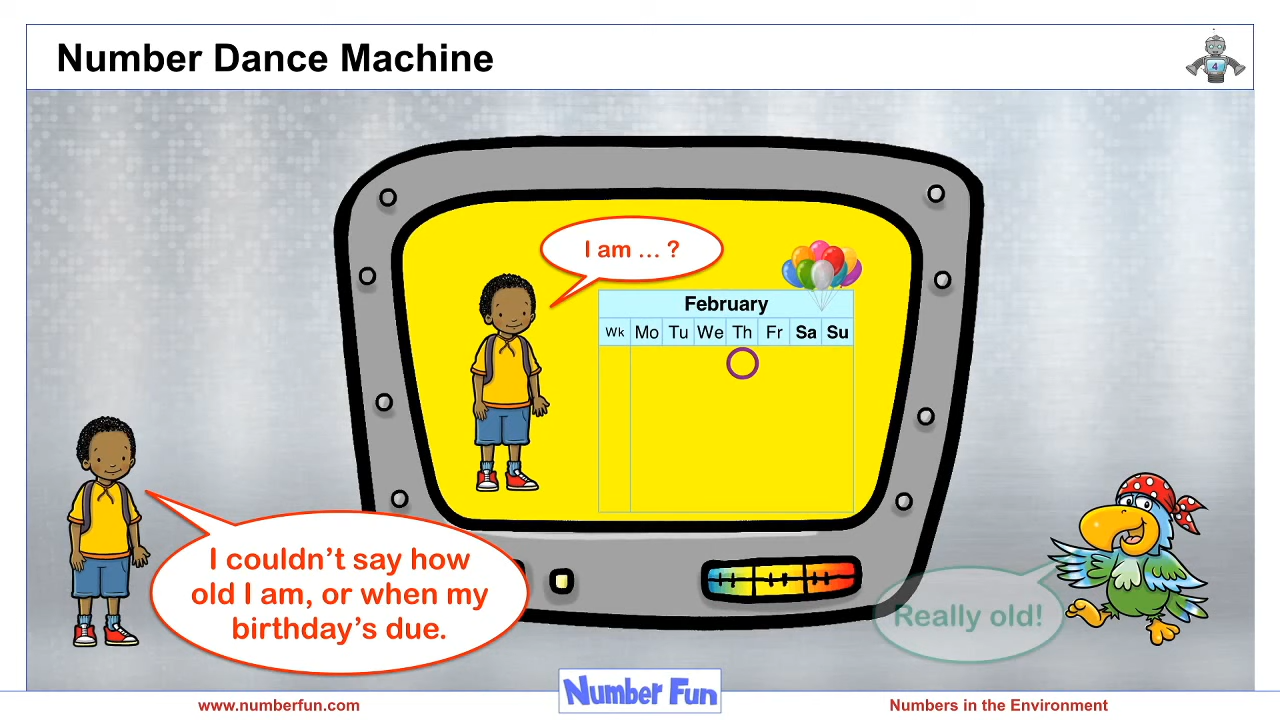 Number Dance Machine
4
I am ... ?
February
Wk Mo Tu We Th Fr Sa Su
I couldn't say how
old I am, or when my
birthday's due.
Really old!
www.numberfun.com
Number Fun
Numbers in the Environment